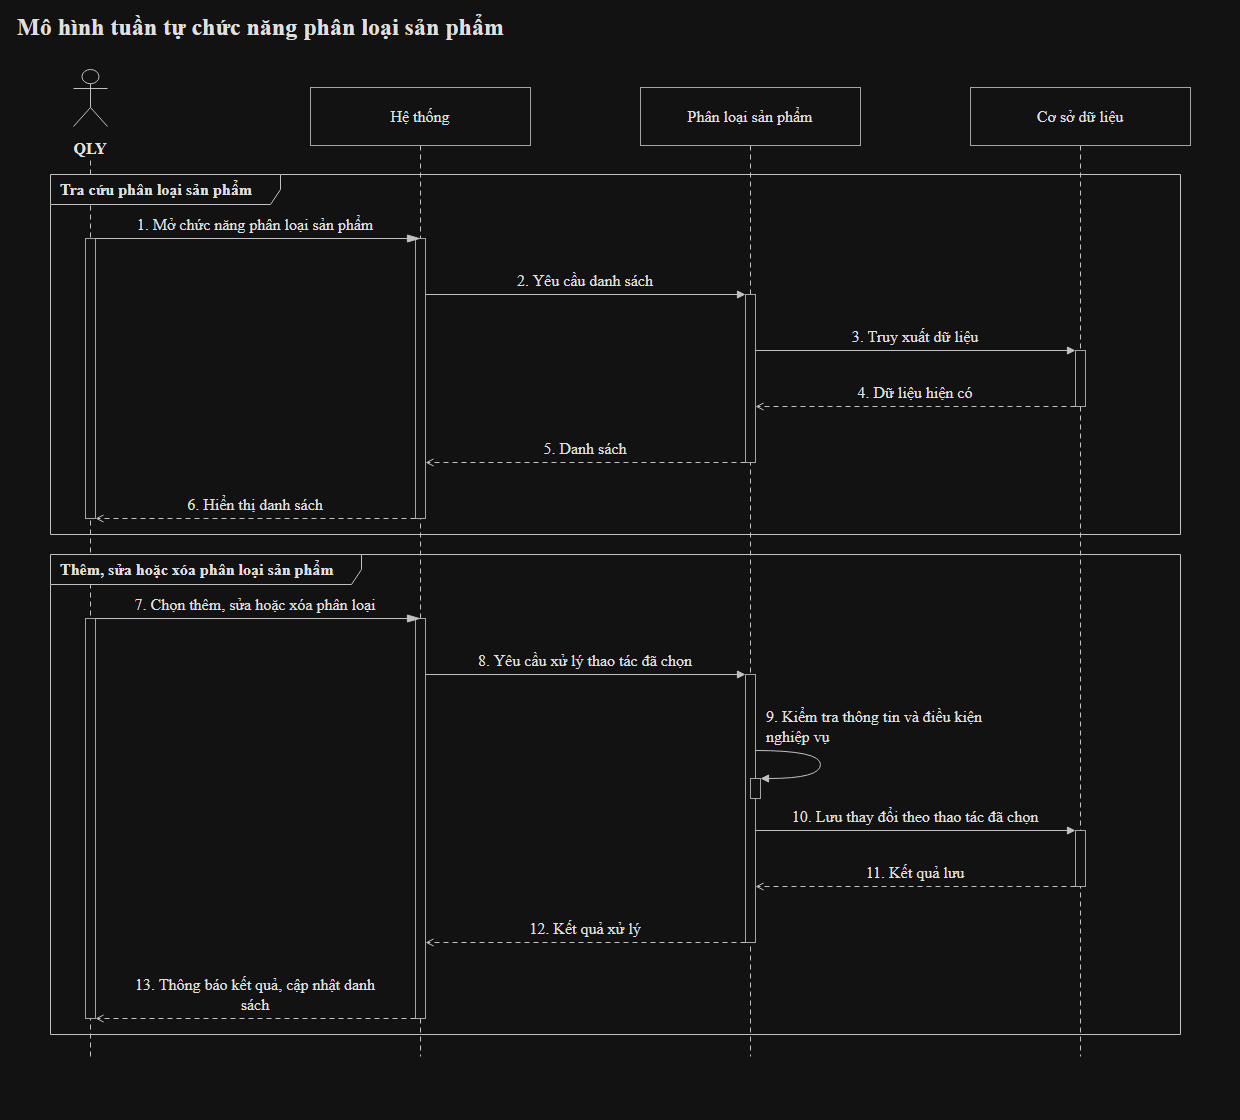 Mô hình tuần tự chức năng phân loại sản phẩm
QLY
Hệ thống
Phân loại sản phẩm
Cơ sở dữ liệu
Tra cứu phân loại sản phẩm
1. Mở chức năng phân loại sản phẩm
2. Yêu cầu danh sách
3. Truy xuất dữ liệu
4. Dữ liệu hiện có
5. Danh sách
6. Hiển thị danh sách
Thêm, sửa hoặc xóa phân loại sản phẩm
7. Chọn thêm, sửa hoặc xóa phân loại
8. Yêu cầu xử lý thao tác đã chọn
9. Kiểm tra thông tin và điều kiện
nghiệp vụ
10. Lưu thay đổi theo thao tác đã chọn
11. Kết quả lưu
12. Kết quả xử lý
13. Thông báo kết quả, cập nhật danh
sách